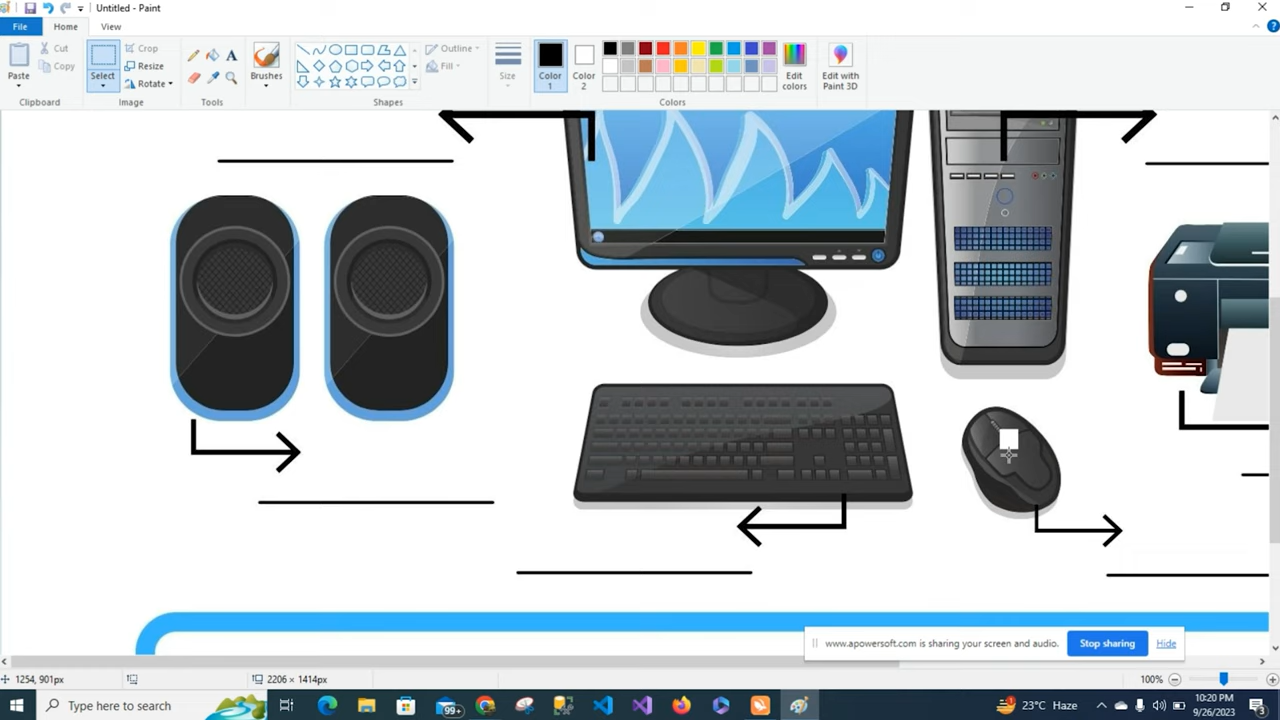 Untitled - Paint
File
Home
View
Paste
Cut
Copy
Clipboard
Select
Crop
Resize
Rotate
Image
Tools
Brushes
Shapes
Outline
Fill
Size
Color 1
Color 2
Colors
Edit colors
Edit with Paint 3D
www.apowersoft.com is sharing your screen and audio.
Stop sharing
Hide
1254, 901px
2206 × 1414px
100%
Type here to search
99+
23°C Haze
10:20 PM
9/26/2023
3